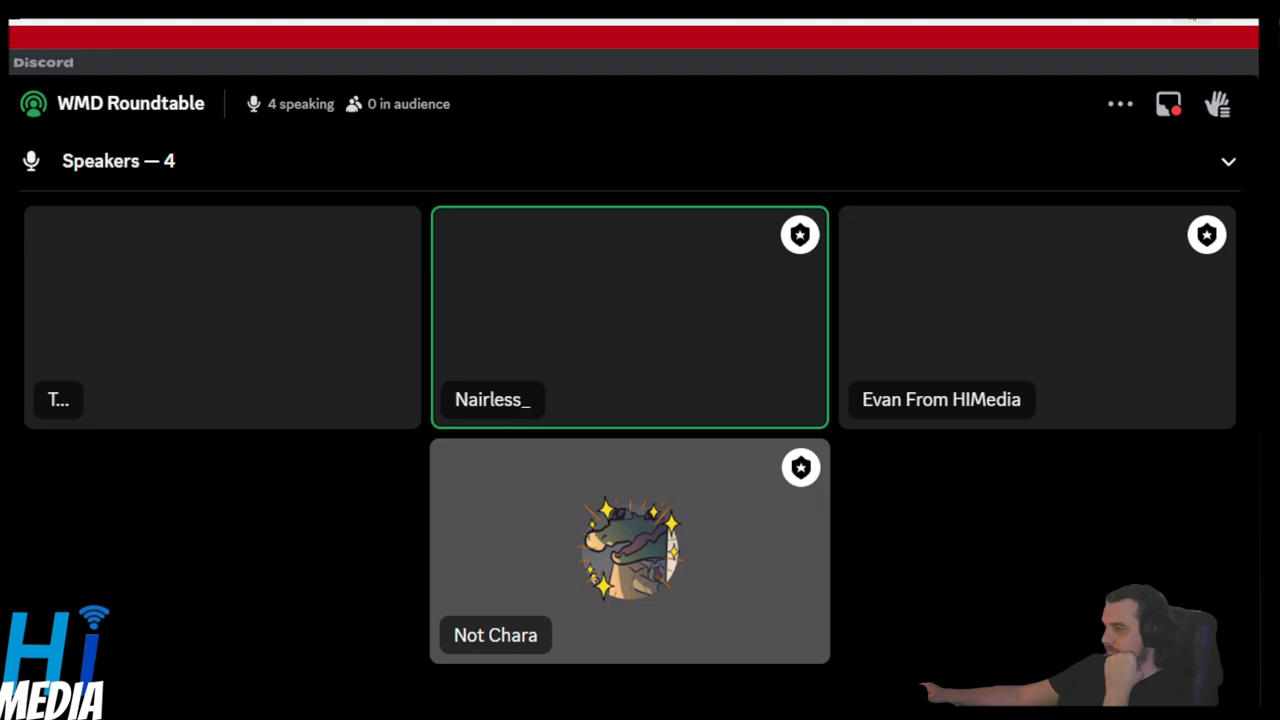 Discord
WMD Roundtable
4 speaking
0 in audience
Speakers — 4
T...
Nairless_
Evan From HIMedia
Not Chara
Hi
MEDIA